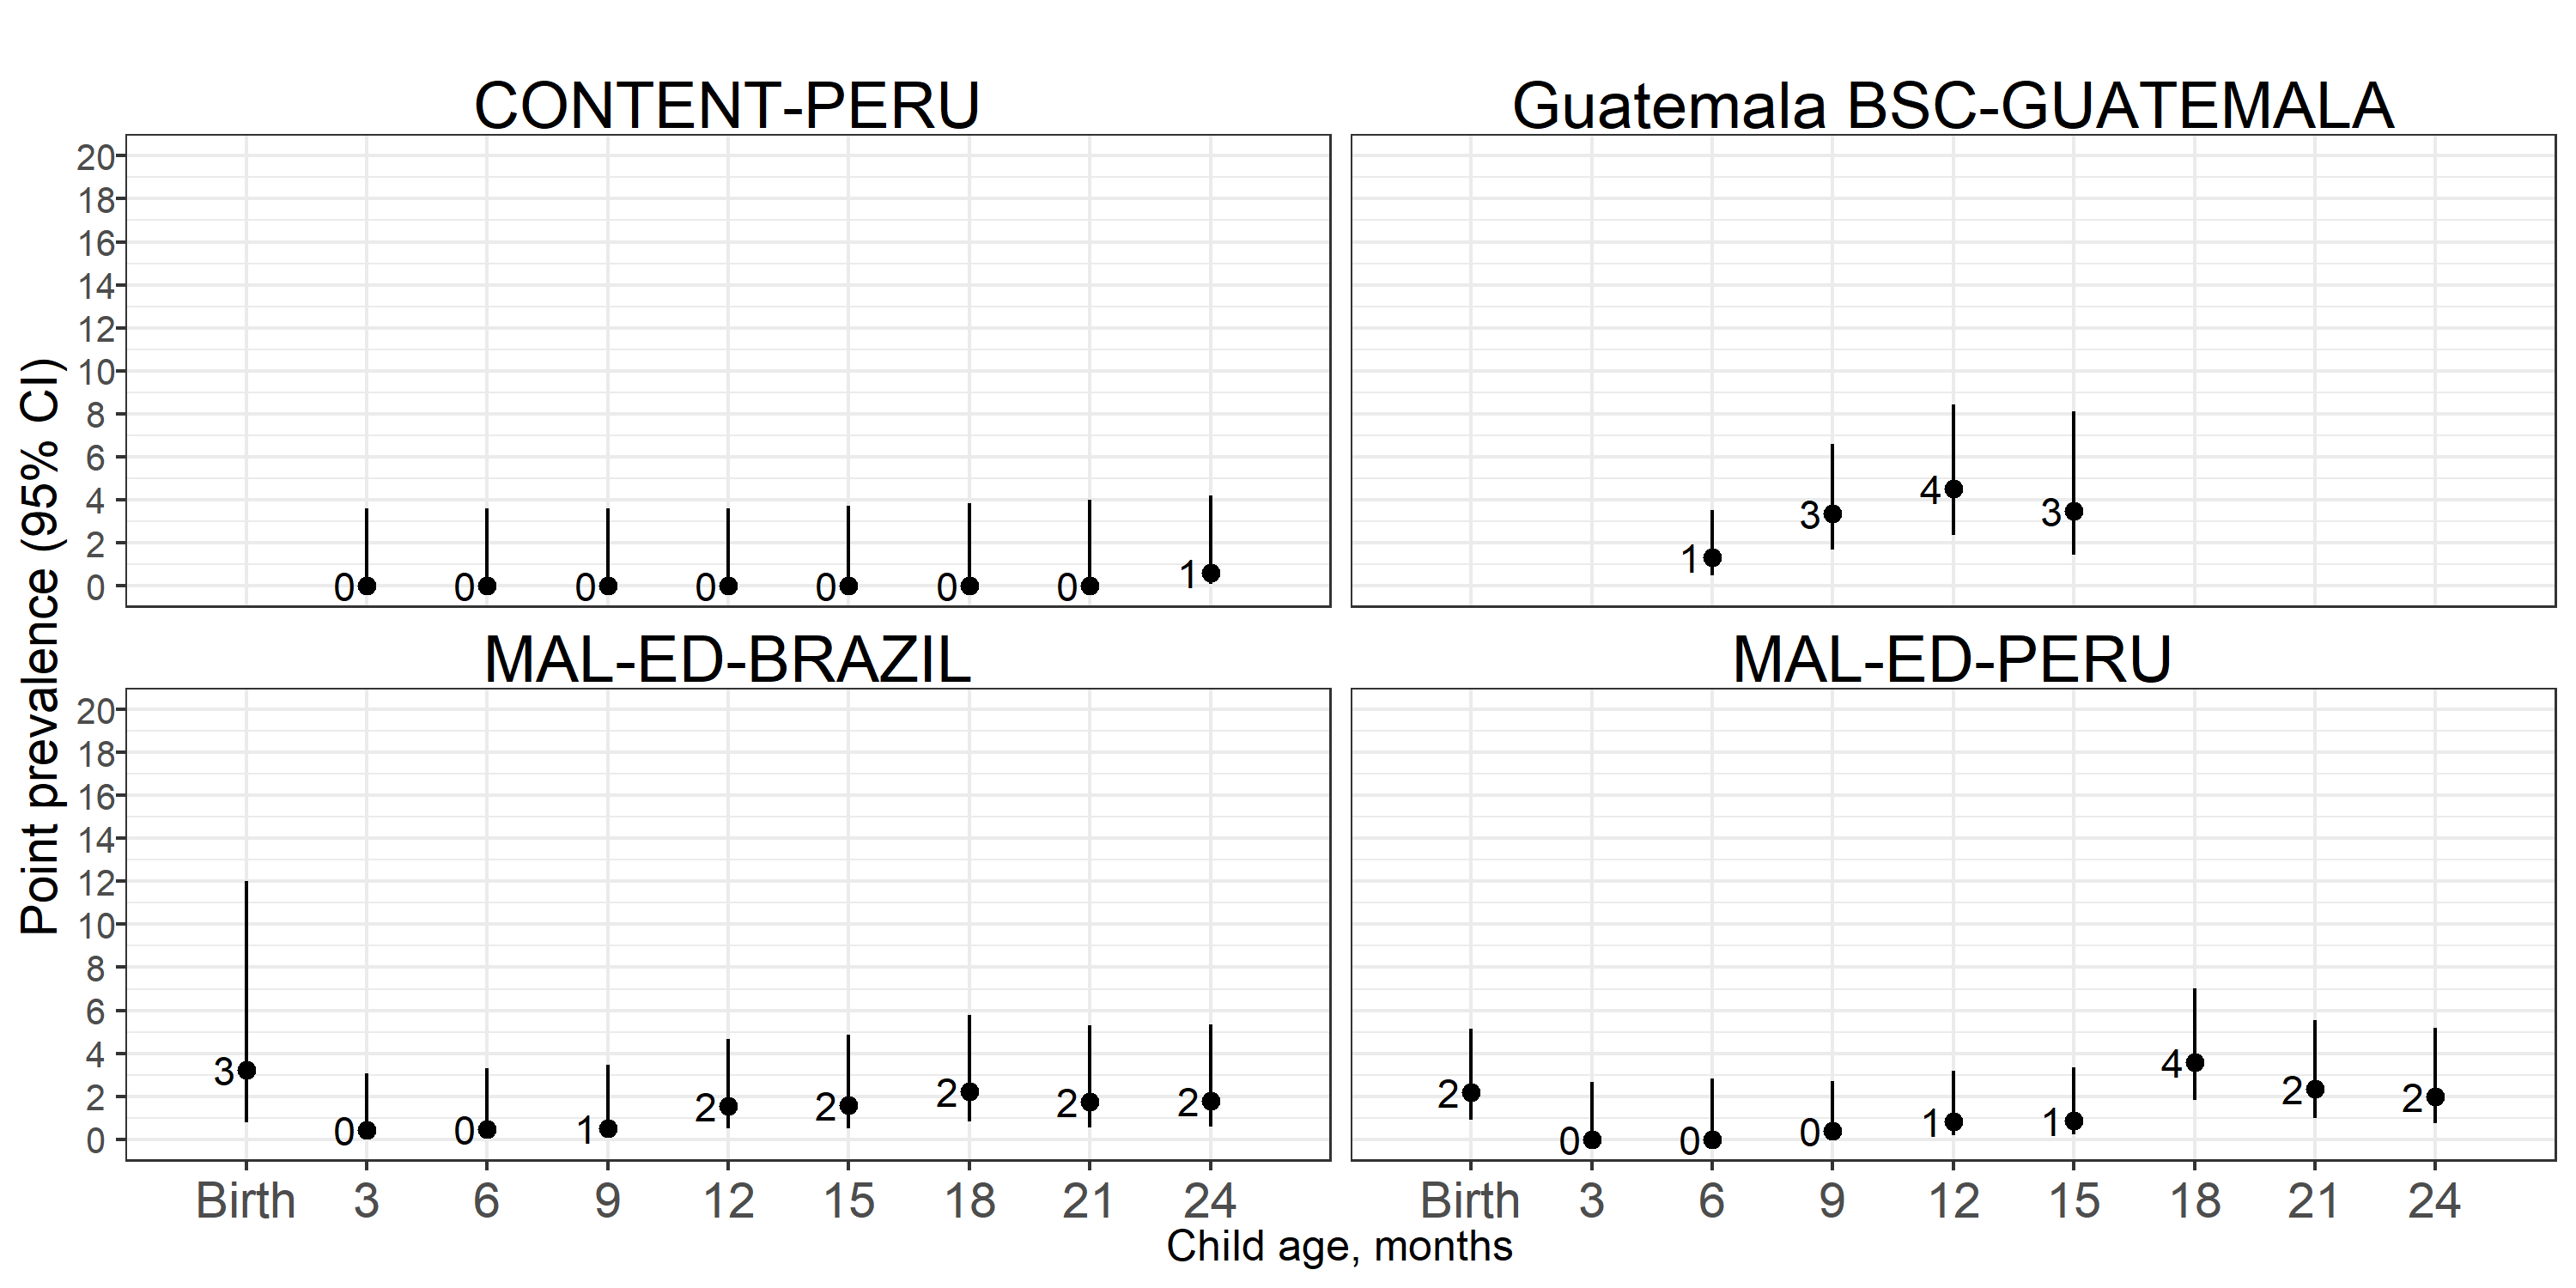 CONTENT-PERU
Guatemala BSC-GUATEMALA
20
18
16
14
12
10
8
6
4
2
0
0 0 0 0 0 0 0 1
1 3 4 3
MAL-ED-BRAZIL
MAL-ED-PERU
20
18
16
14
12
10
8
6
4
2
0
3 0 0 1 2 2 2 2 2
2 0 0 0 1 1 4 2 2
Birth 3 6 9 12 15 18 21 24
Birth 3 6 9 12 15 18 21 24
Child age, months
Point prevalence (95% CI)